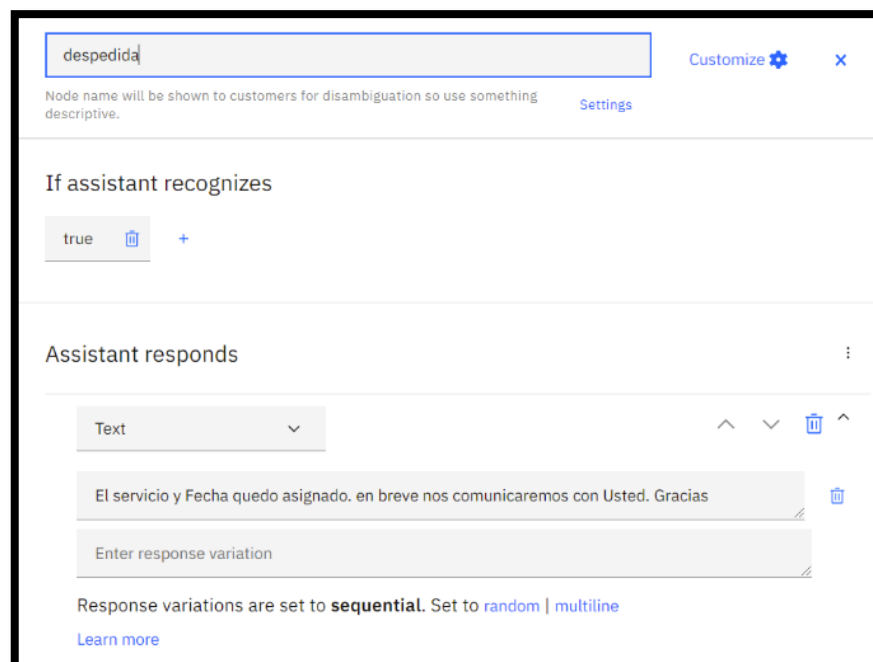 despedida
Customize
Node name will be shown to customers for disambiguation so use something
descriptive.
Settings
If assistant recognizes
true
+
Assistant responds
Text
El servicio y Fecha quedo asignado. en breve nos comunicaremos con Usted. Gracias
Enter response variation
Response variations are set to sequential. Set to random | multiline
Learn more